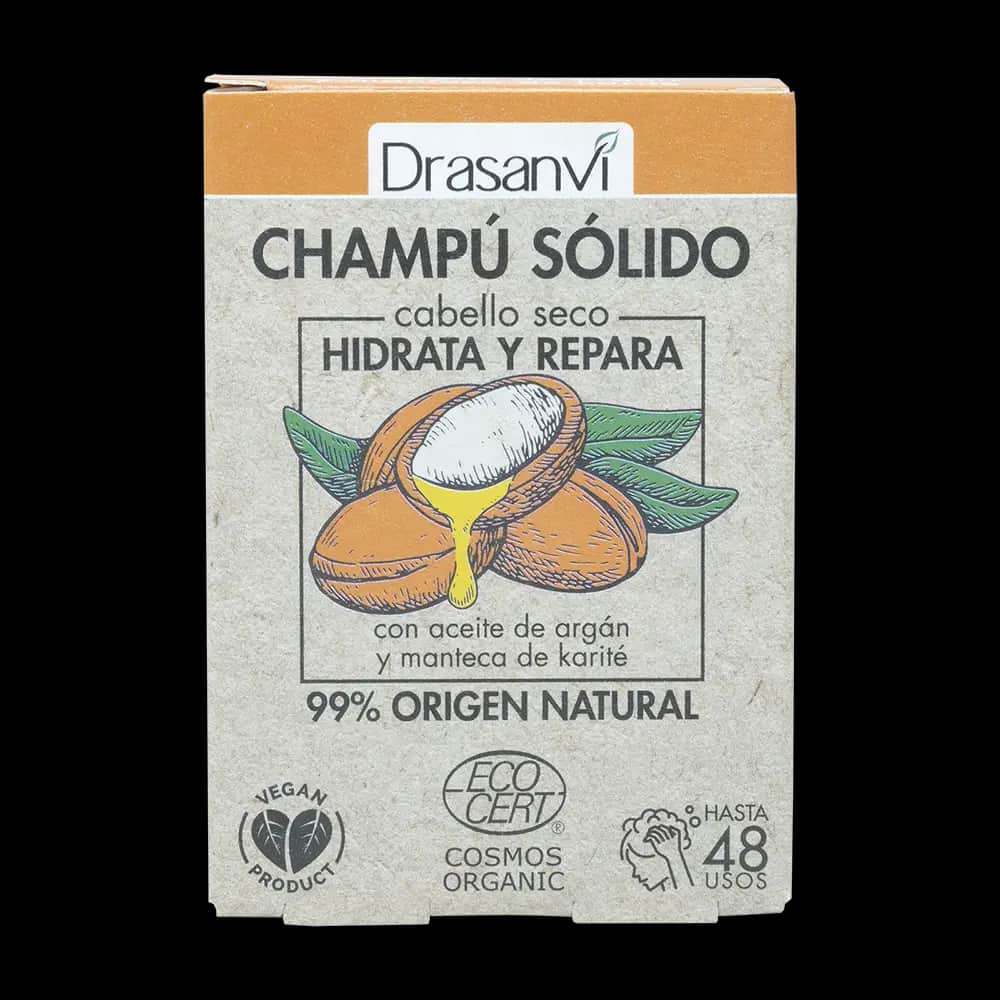 Drasanvi
CHAMPÚ SÓLIDO
cabello seco
HIDRATA Y REPARA
con aceite de argán
y manteca de karité
99% ORIGEN NATURAL
VEGAN
PRODUCT
ECO
CERT
®
COSMOS
ORGANIC
HASTA
48
USOS